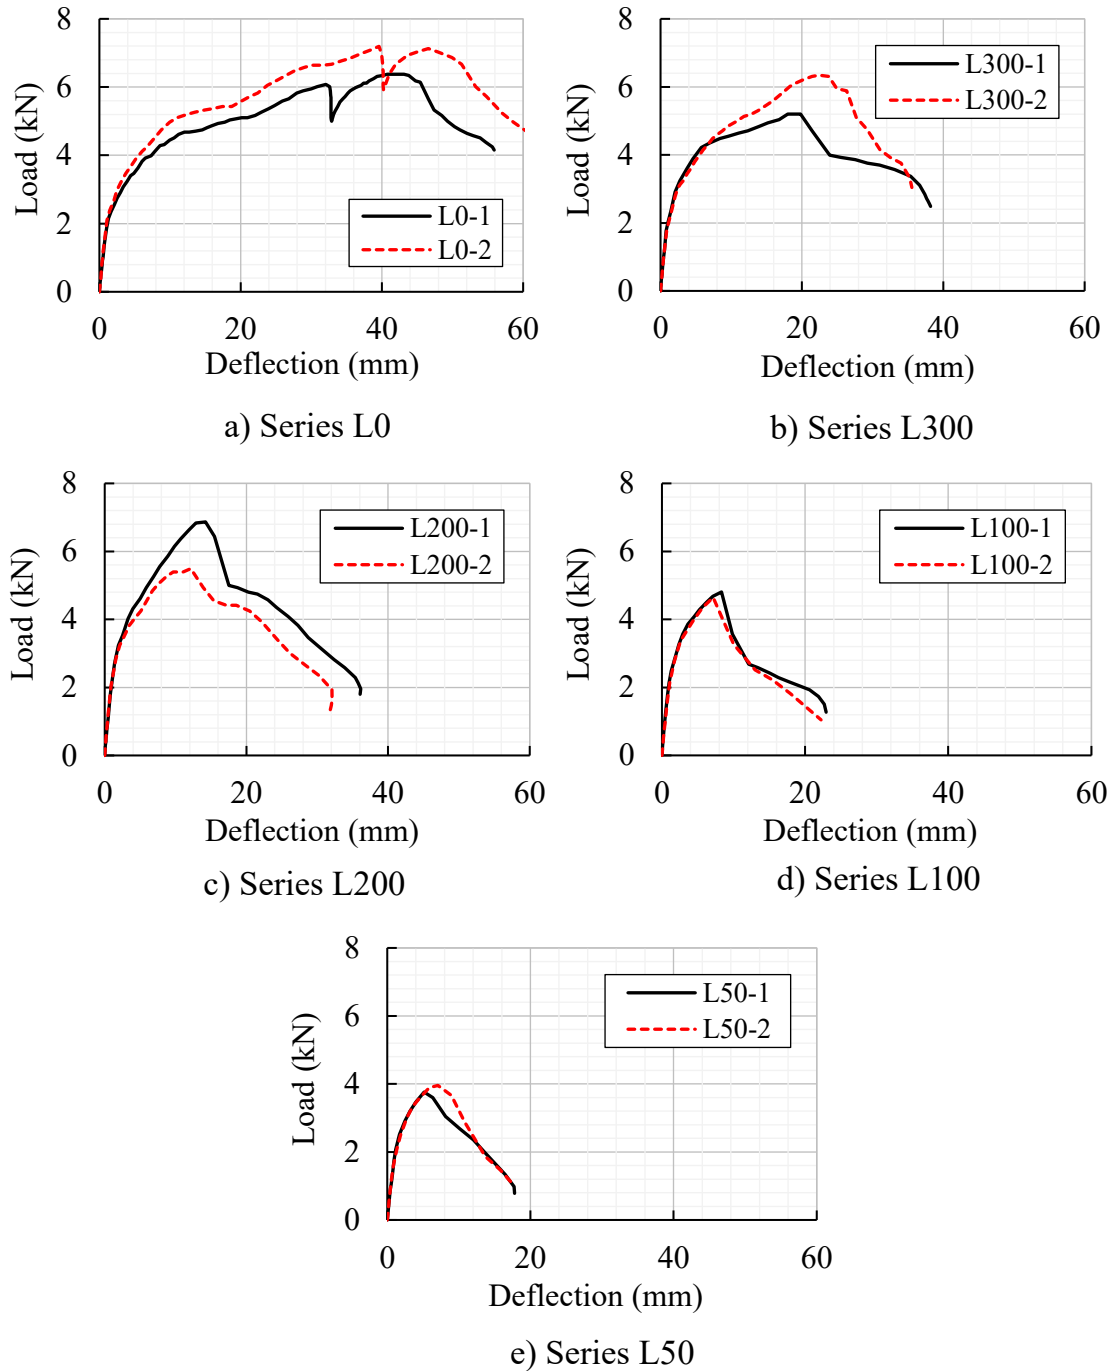 8
6
4
2
0
Load (kN)
L0-1
L0-2
0 20 40 60
Deflection (mm)
a) Series L0
8
6
4
2
0
Load (kN)
L300-1
L300-2
0 20 40 60
Deflection (mm)
b) Series L300
8
6
4
2
0
Load (kN)
L200-1
L200-2
0 20 40 60
Deflection (mm)
c) Series L200
8
6
4
2
0
Load (kN)
L100-1
L100-2
0 20 40 60
Deflection (mm)
d) Series L100
8
6
4
2
0
Load (kN)
L50-1
L50-2
0 20 40 60
Deflection (mm)
e) Series L50